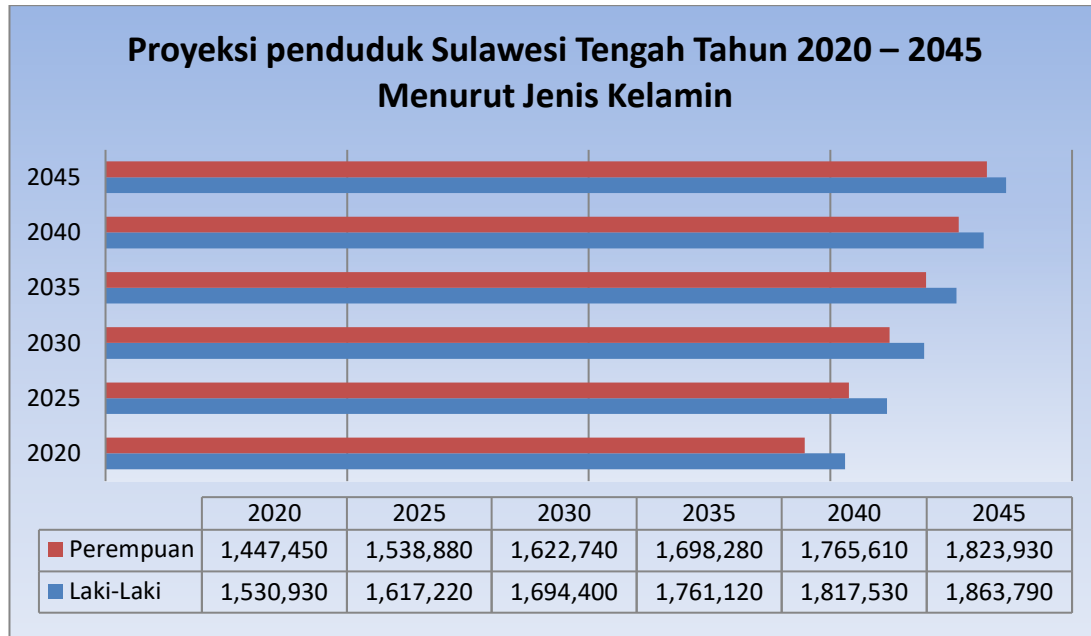 Proyeksi penduduk Sulawesi Tengah Tahun 2020 – 2045
Menurut Jenis Kelamin
2045
2040
2035
2030
2025
2020
2020 2025 2030 2035 2040 2045
Perempuan 1,447,450 1,538,880 1,622,740 1,698,280 1,765,610 1,823,930
Laki-Laki 1,530,930 1,617,220 1,694,400 1,761,120 1,817,530 1,863,790